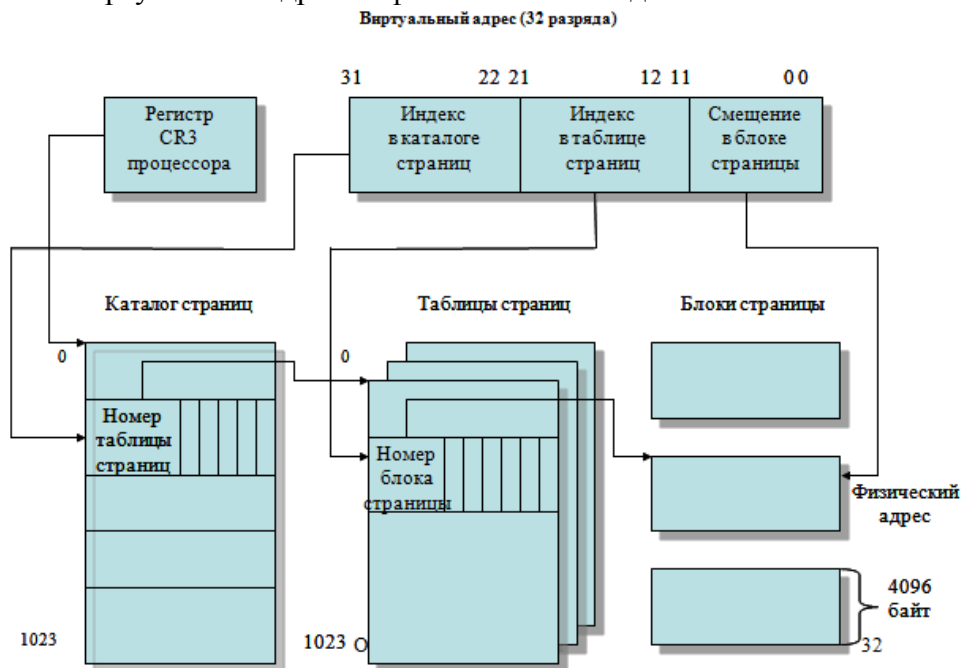 Виртуальный адрес (32 разряда)
31 22 21 12 11 0 0
Регистр
CR3
процессора
Индекс
в каталоге
страниц
Индекс
в таблице
страниц
Смещение
в блоке
страницы
Каталог страниц
Таблицы страниц
Блоки страницы
0
0
Номер
таблицы
страниц
Номер
блока
страницы
Физический
адрес
4096
байт
1023
1023 О
32